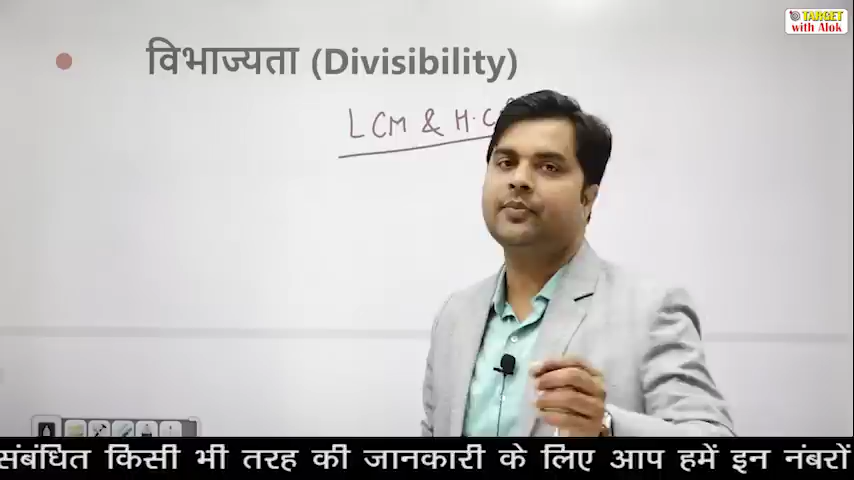 TARGET
with Alok
विभाज्यता (Divisibility)
LCM & H.C
संबंधित किसी भी तरह की जानकारी के लिए आप हमें इन नंबरों